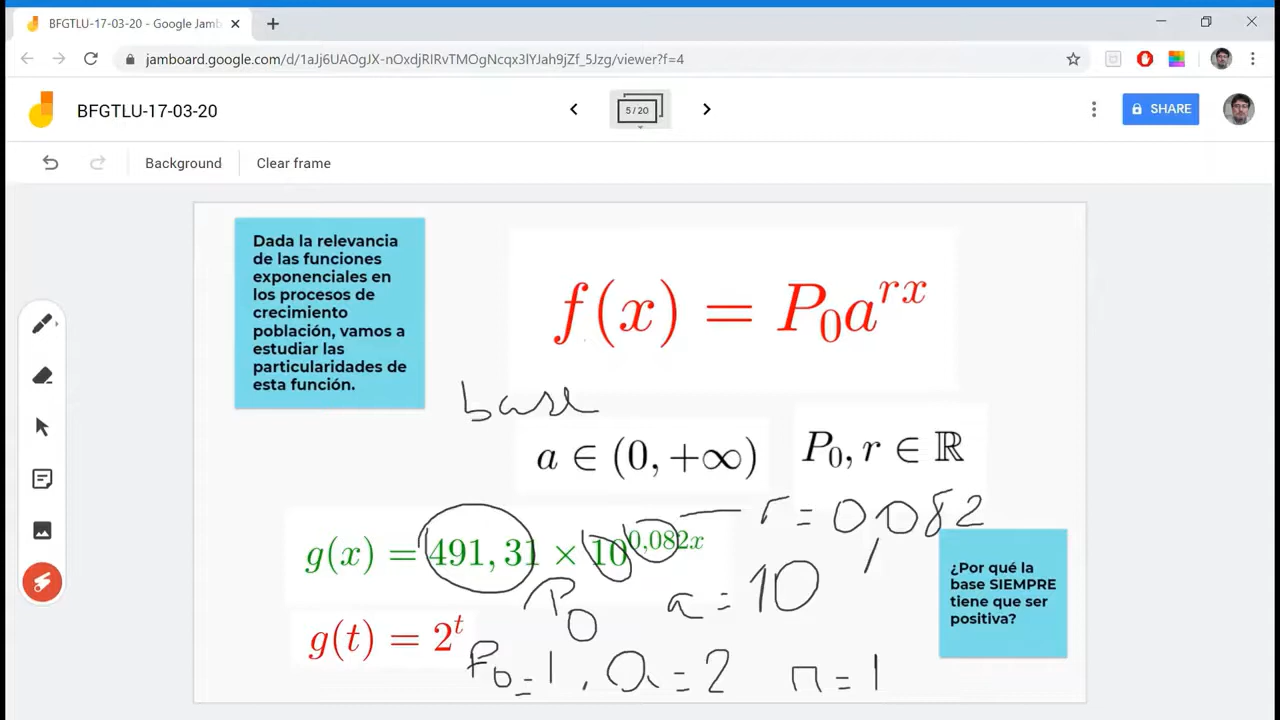 BFGTLU-17-03-20 - Google Jamb
jamboard.google.com/d/1aJj6UAOgJX-nOxdjRIRvTMOgNcqx3lYJah9jZf_5Jzg/viewer?f=4
BFGTLU-17-03-20
5 / 20
SHARE
Background
Clear frame
Dada la relevancia
de las funciones
exponenciales en
los procesos de
crecimiento
población, vamos a
estudiar las
particularidades de
esta función.
f(x) = P₀a^{rx}
base
a ∈ (0, +∞)
P₀, r ∈ ℝ
r = 0,082
g(x) = 491, 31 × 10^{0,082x}
P₀
a = 10
¿Por qué la
base SIEMPRE
tiene que ser
positiva?
g(t) = 2^t
P₀ = 1, a = 2 r = 1